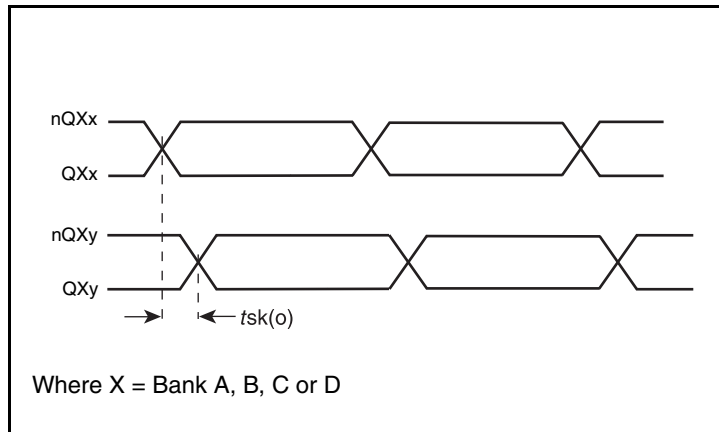 nQXx
QXx
nQXy
QXy
tsk(o)
Where X = Bank A, B, C or D